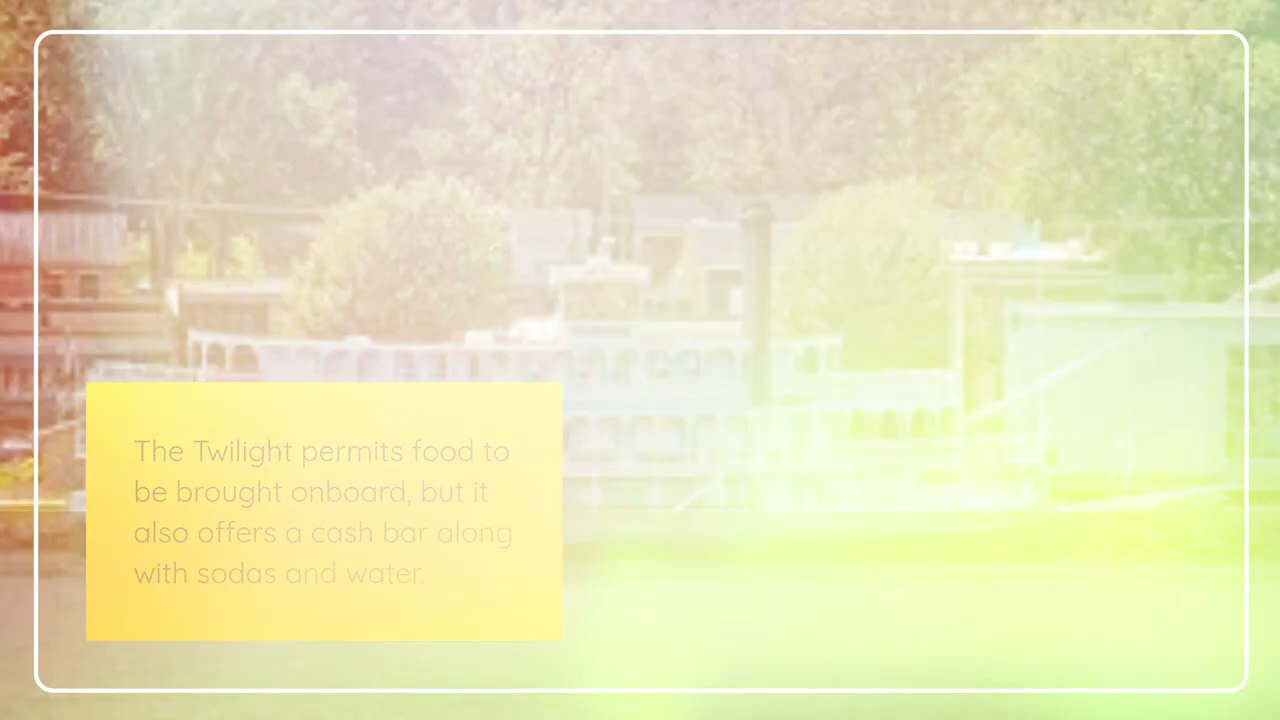 The Twilight permits food to
be brought onboard, but it
also offers a cash bar along
with sodas and water.